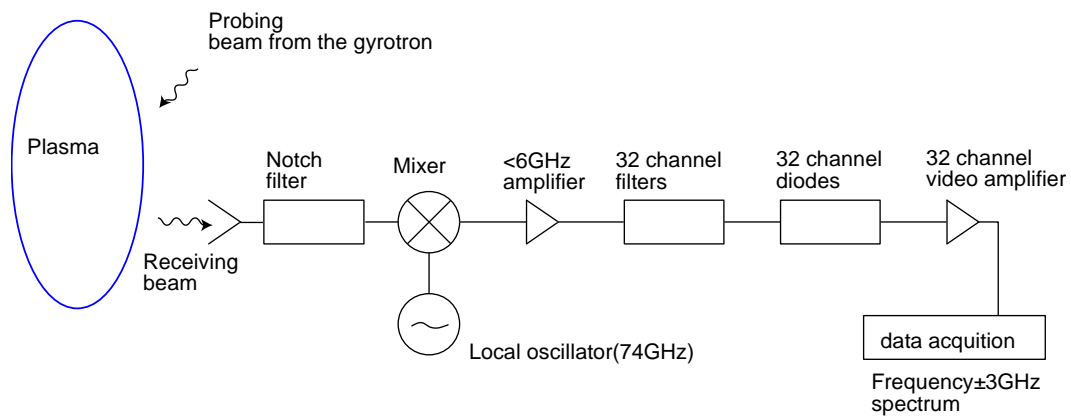 Probing
beam from the gyrotron
Plasma
Notch
filter
Mixer
<6GHz
amplifier
32 channel
filters
32 channel
diodes
32 channel
video amplifier
Receiving
beam
Local oscillator(74GHz)
data acquition
Frequency±3GHz
spectrum